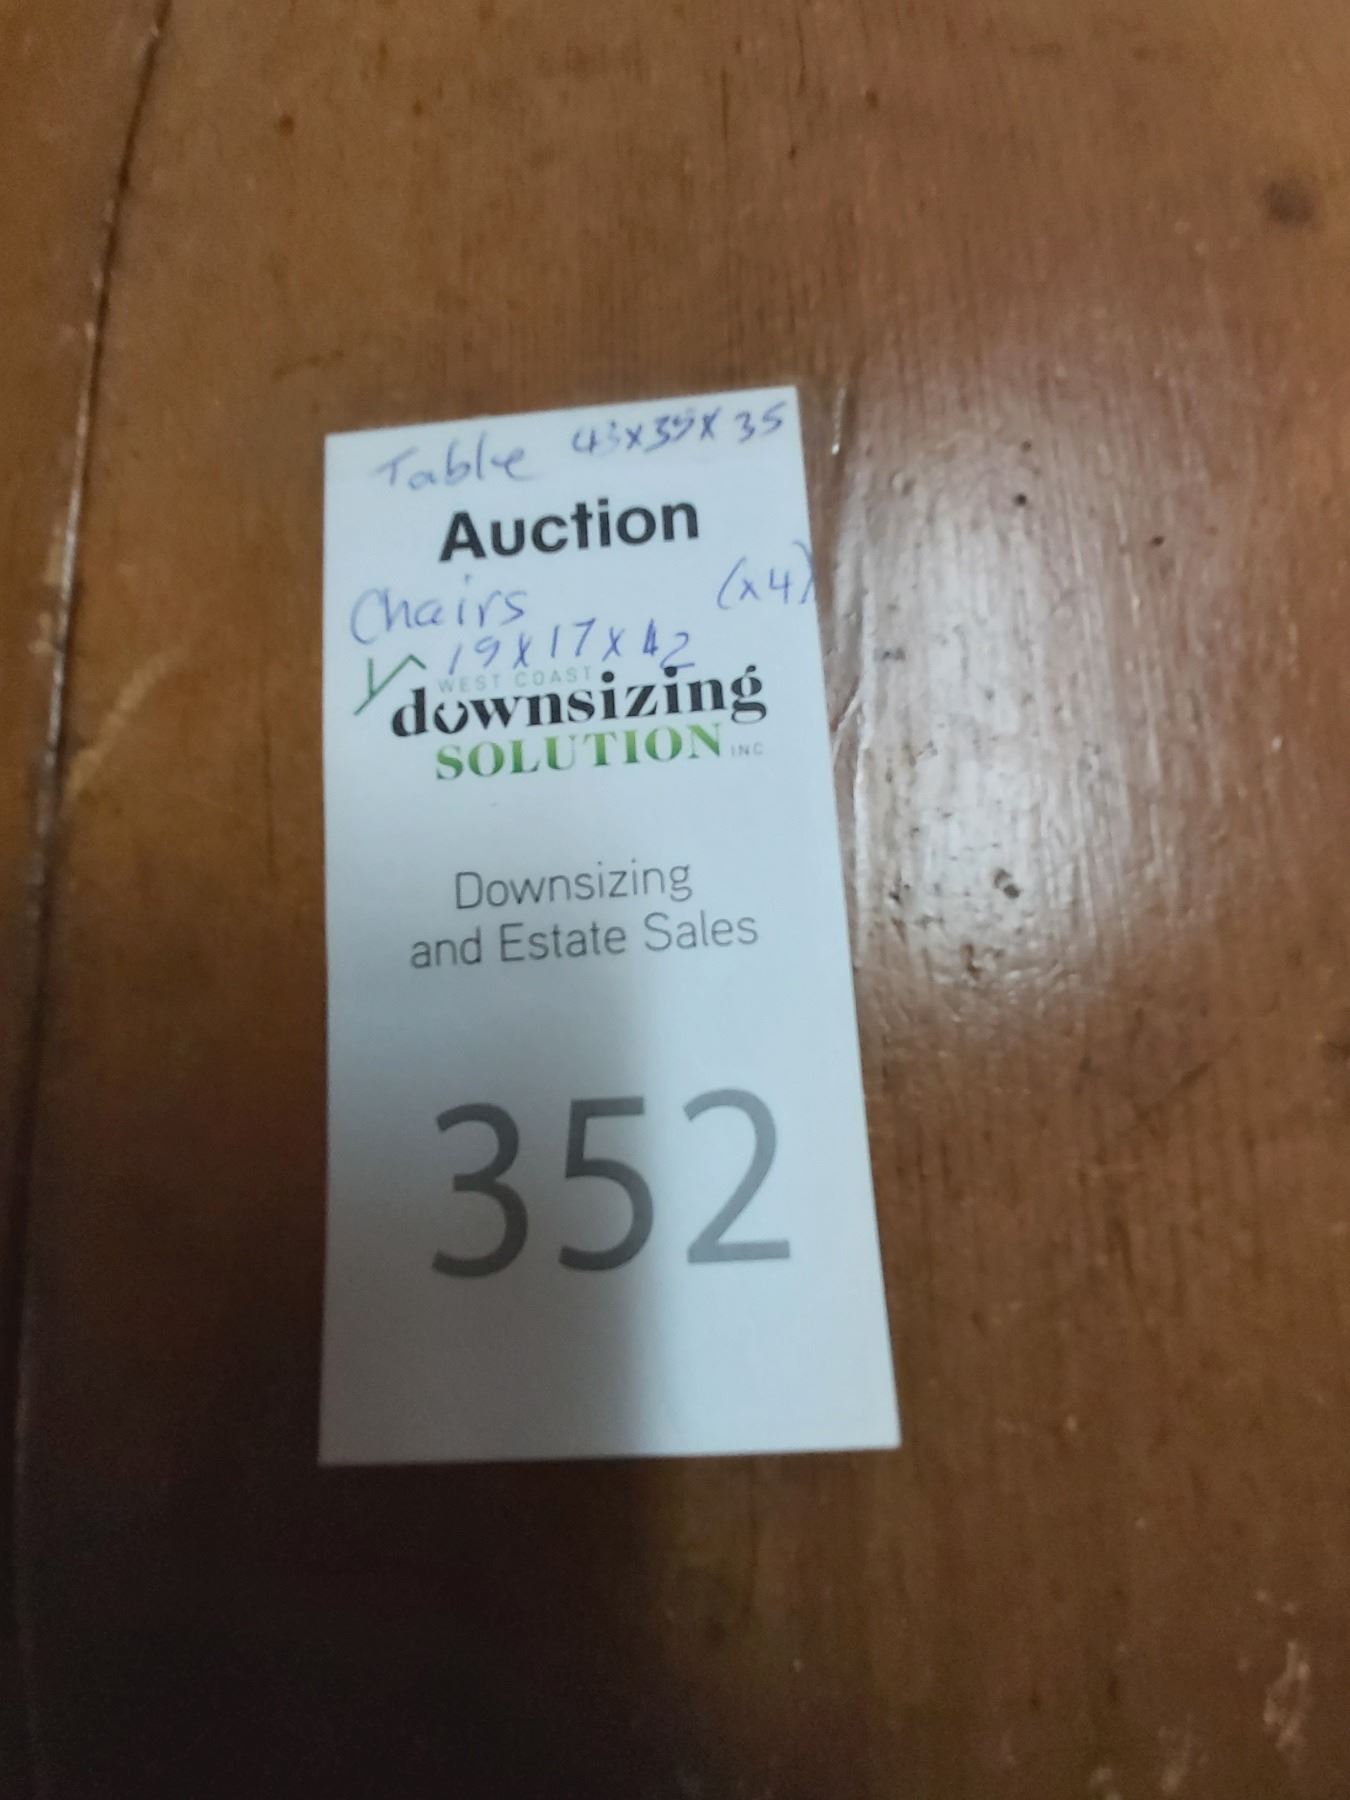 Table 43x39x35
Auction
Chairs (x4)
19x17x42
WEST COAST
downsizing
SOLUTION INC
Downsizing
and Estate Sales
352